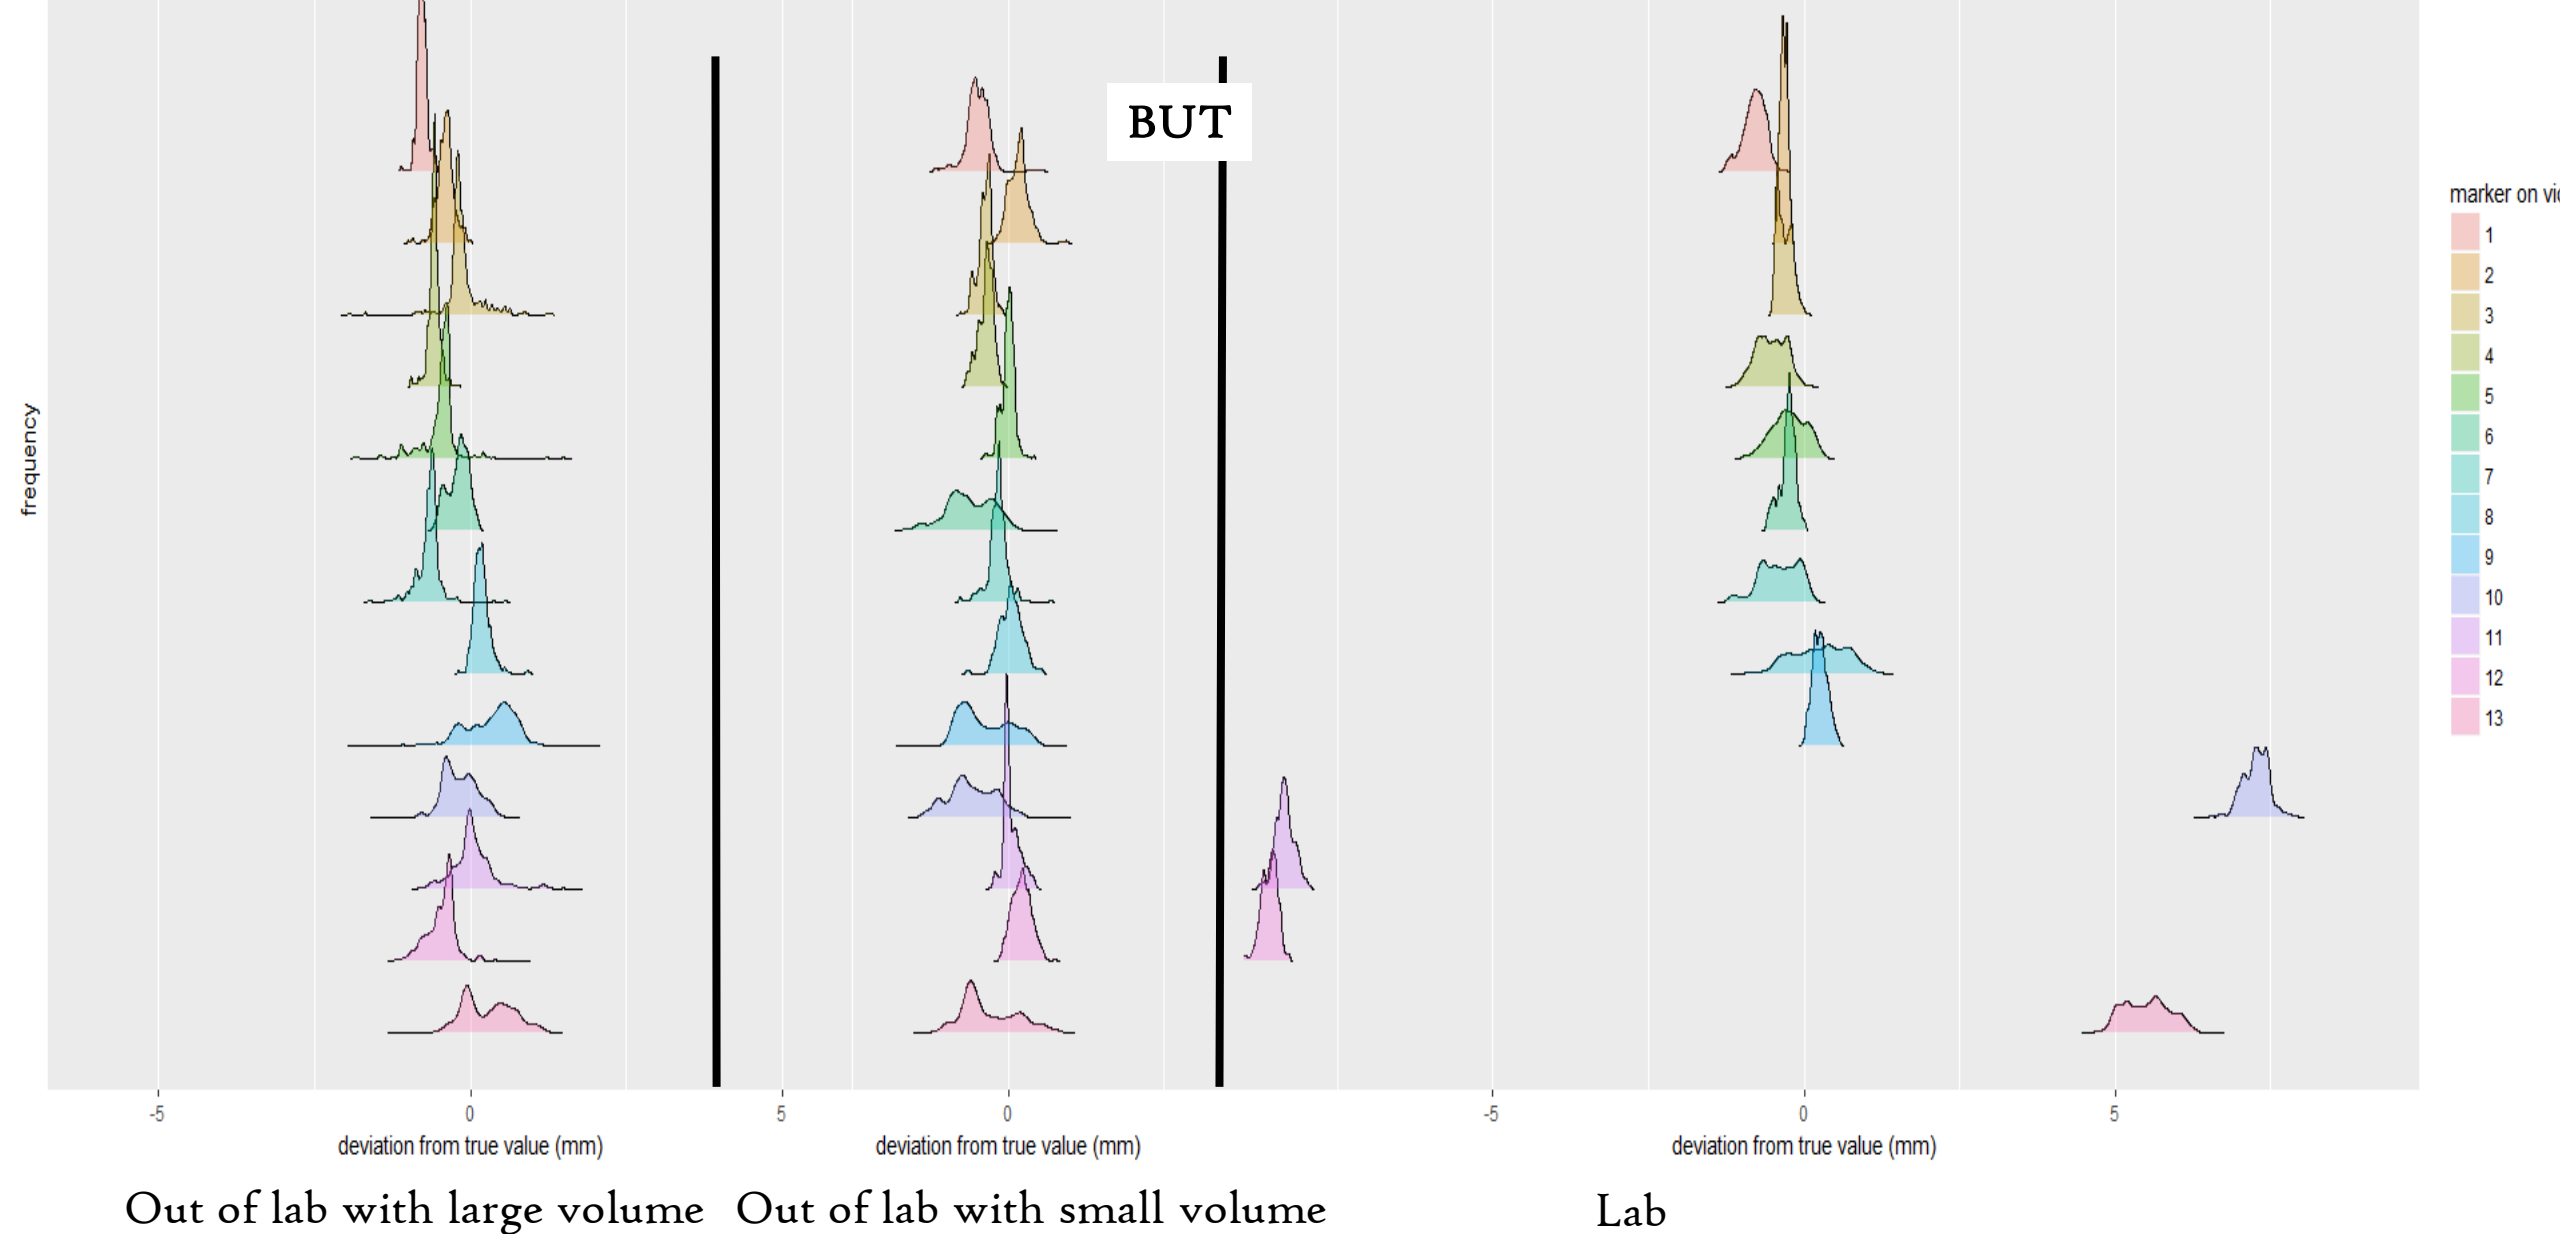 BUT
marker on vi
1
2
3
4
5
6
7
8
9
10
11
12
13
frequency
-5 0 5 0 -5 0 5
deviation from true value (mm) deviation from true value (mm) deviation from true value (mm)
Out of lab with large volume Out of lab with small volume Lab